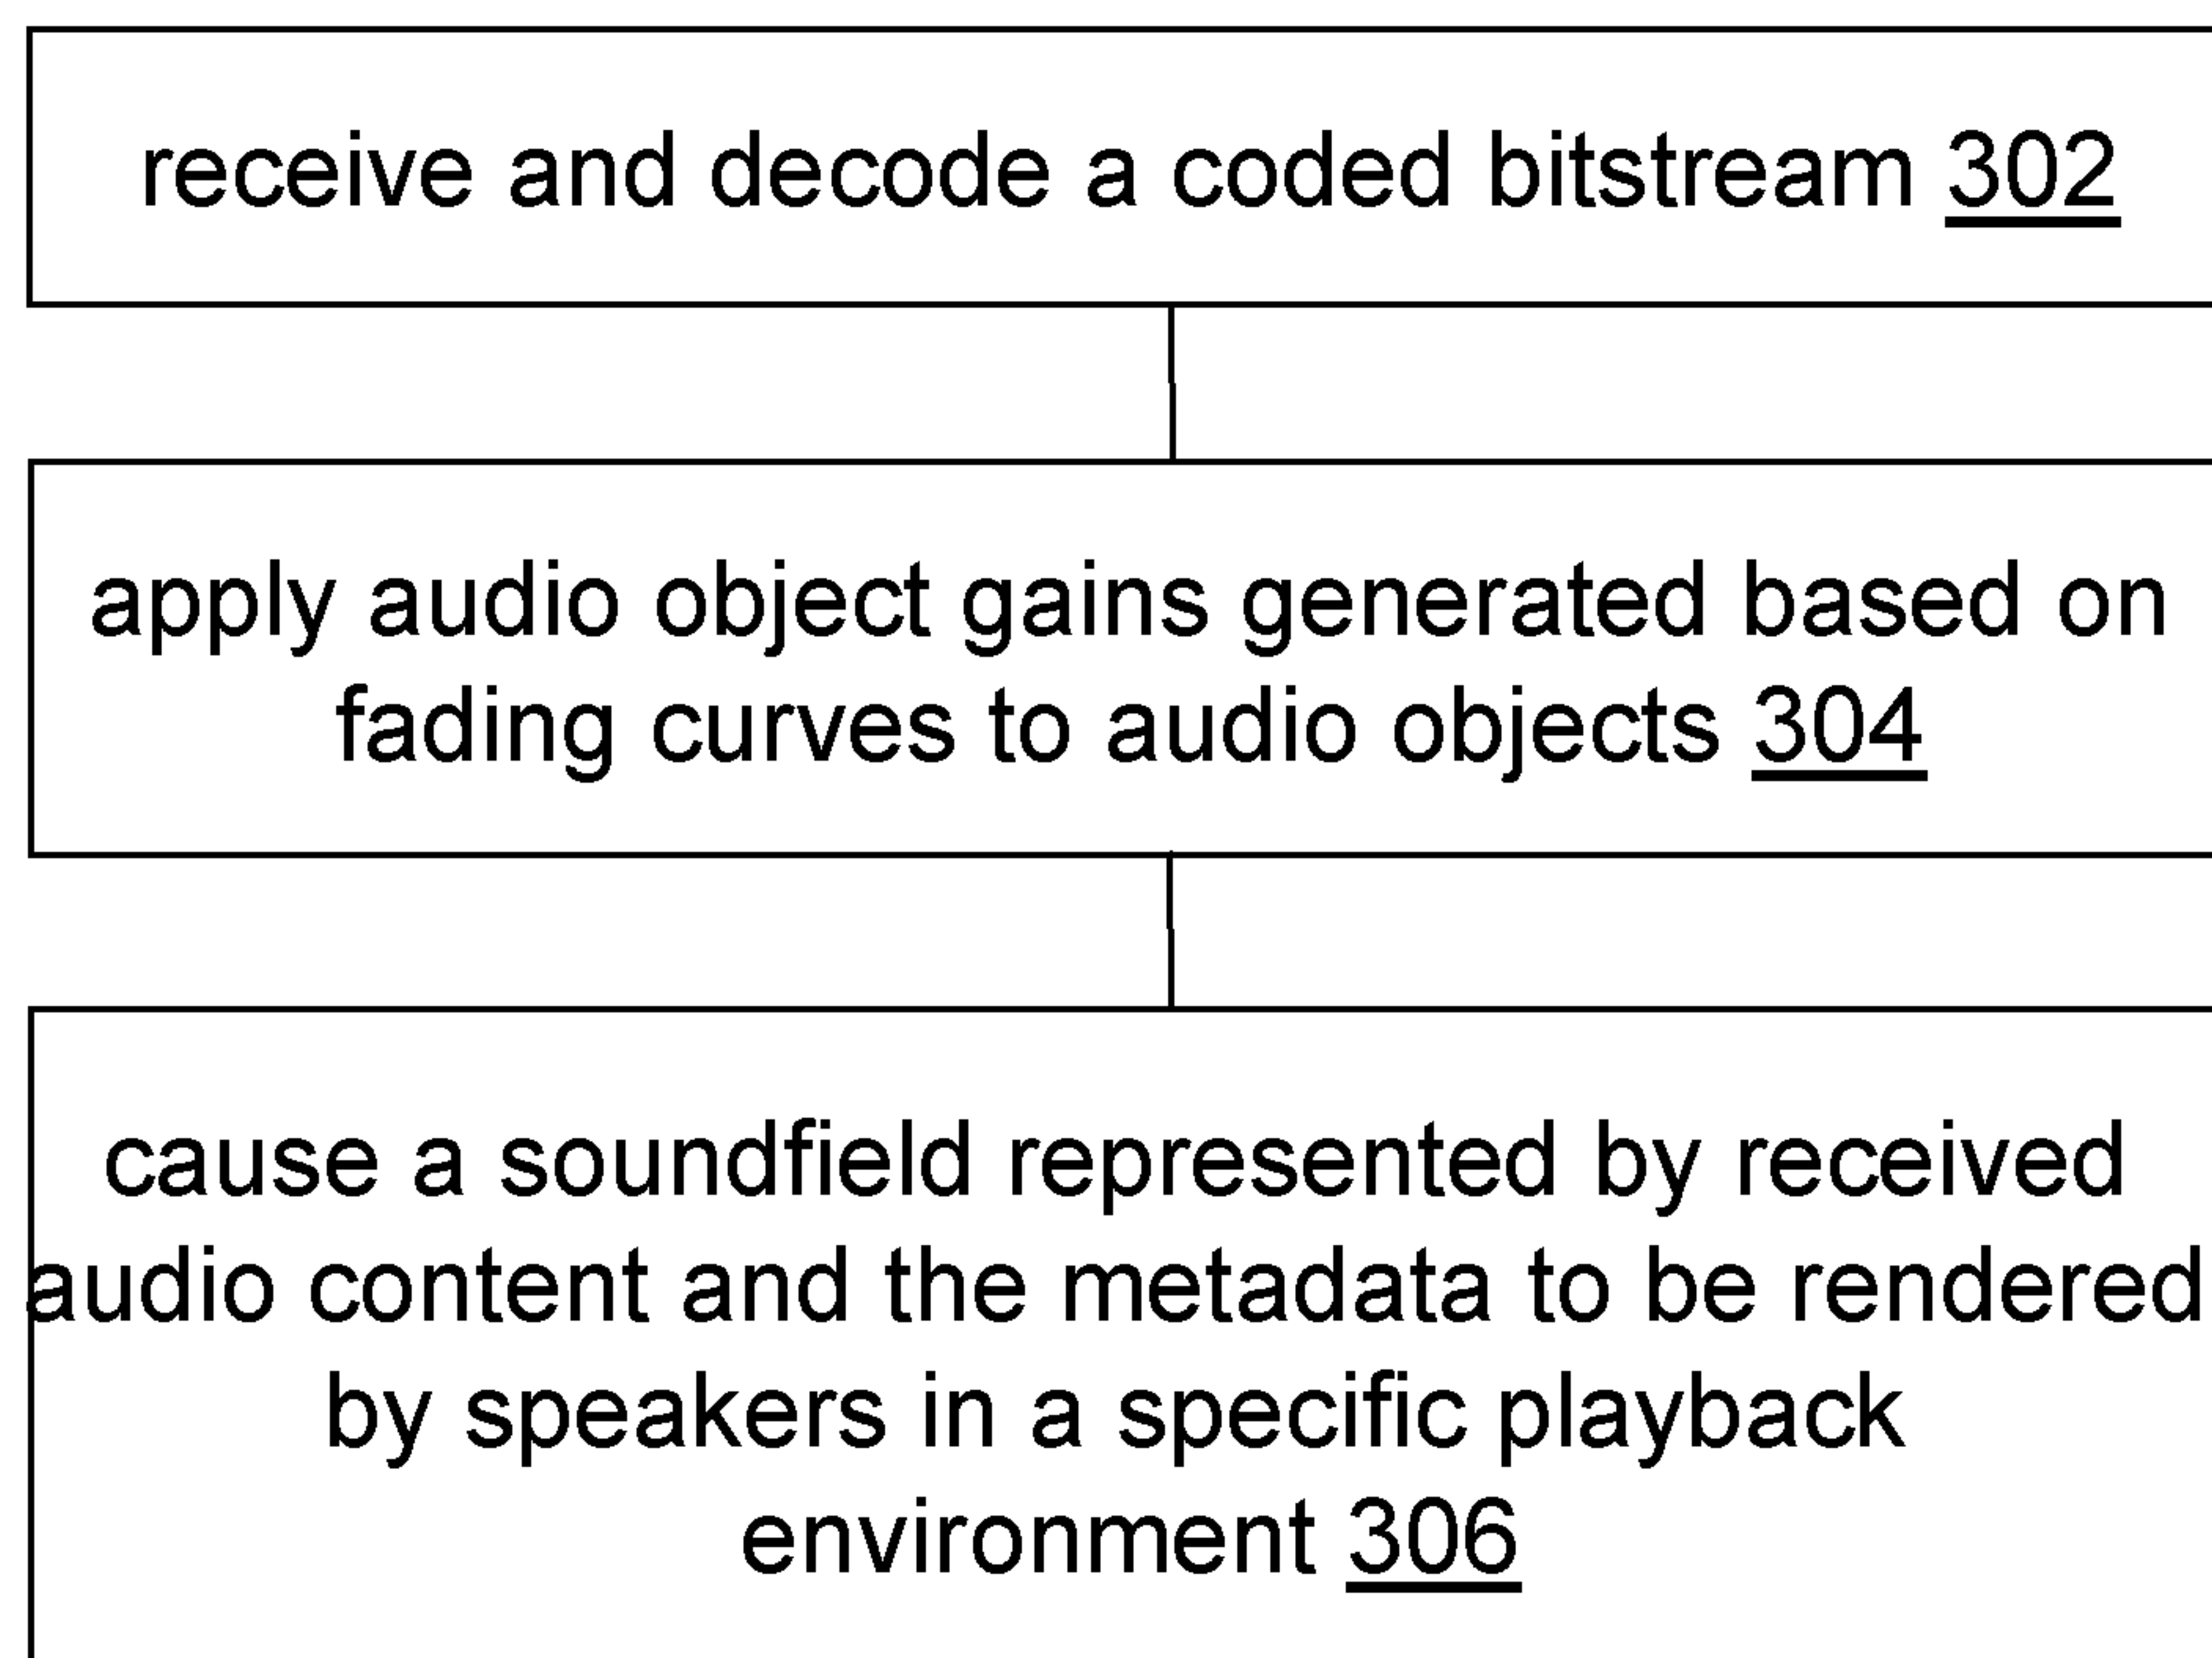 receive and decode a coded bitstream 302
apply audio object gains generated based on
fading curves to audio objects 304
cause a soundfield represented by received
audio content and the metadata to be rendered
by speakers in a specific playback
environment 306